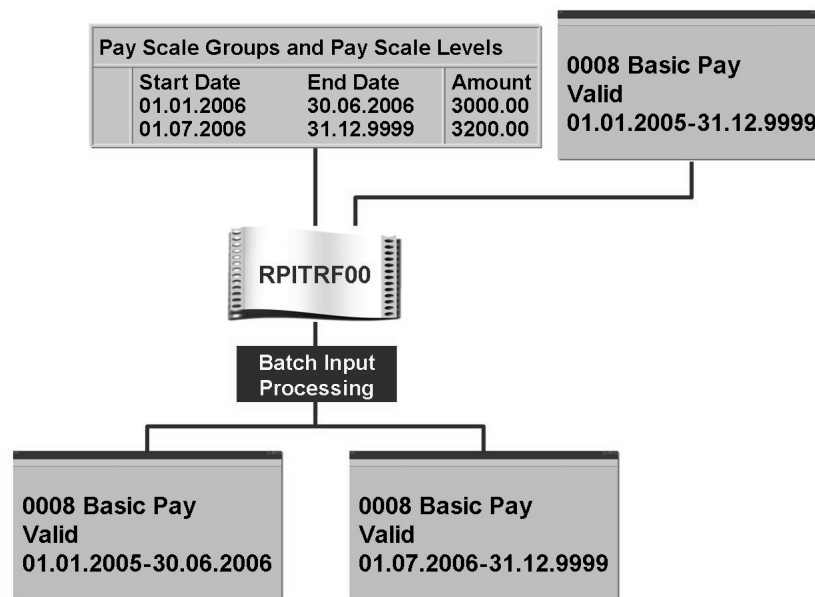 Pay Scale Groups and Pay Scale Levels
Start Date End Date Amount
01.01.2006 30.06.2006 3000.00
01.07.2006 31.12.9999 3200.00
0008 Basic Pay
Valid
01.01.2005-31.12.9999
RPITRF00
Batch Input
Processing
0008 Basic Pay
Valid
01.01.2005-30.06.2006
0008 Basic Pay
Valid
01.07.2006-31.12.9999